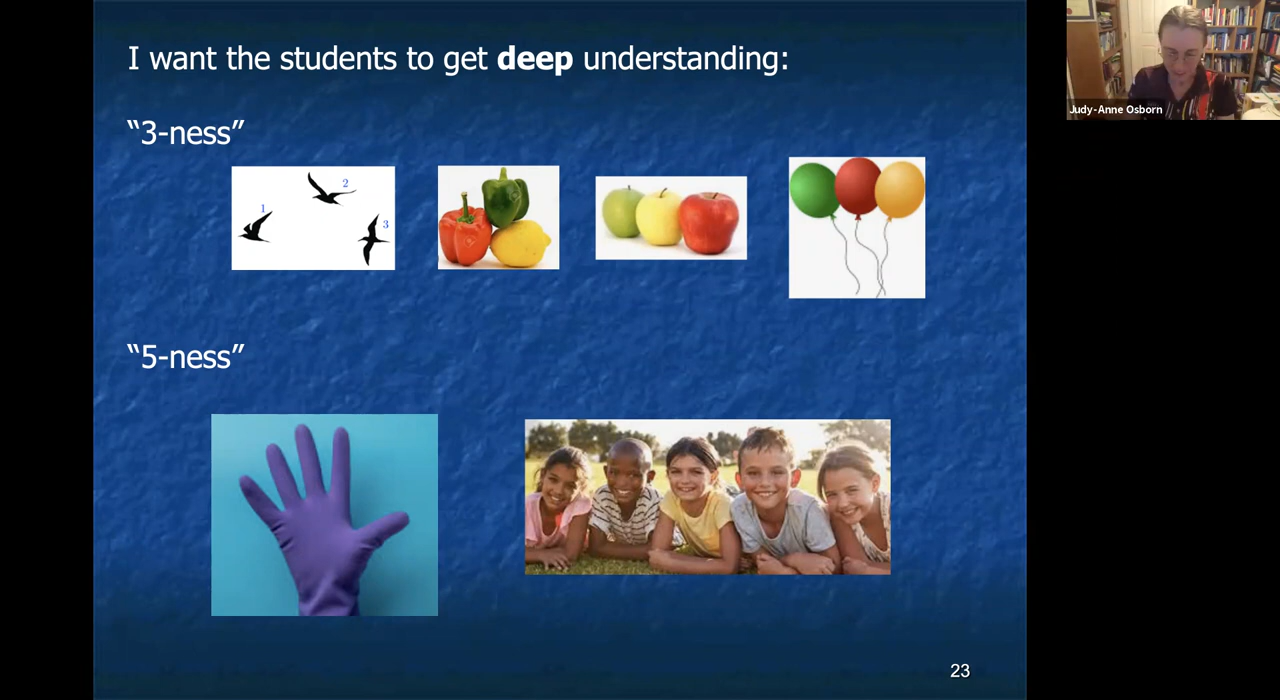 I want the students to get deep understanding:
“3-ness”
1
2
3
“5-ness”
23
Judy-Anne Osborn